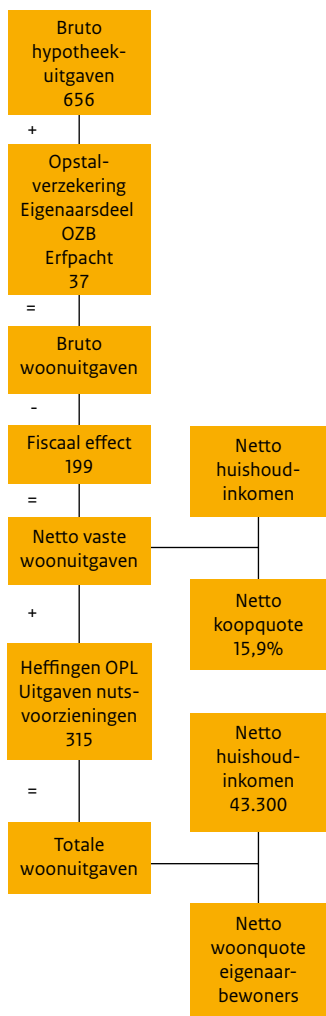 Bruto
hypotheek-
uitgaven
656
+
Opstal-
verzekering
Eigenaarsdeel
OZB
Erfpacht
37
=
Bruto
woonuitgaven
-
Fiscaal effect
199
=
Netto vaste
woonuitgaven
Netto
huishoud-
inkomen
Netto
koopquote
15,9%
+
Heffingen OPL
Uitgaven nuts-
voorzieningen
315
=
Totale
woonuitgaven
Netto
huishoud-
inkomen
43.300
Netto
woonquote
eigenaar-
bewoners